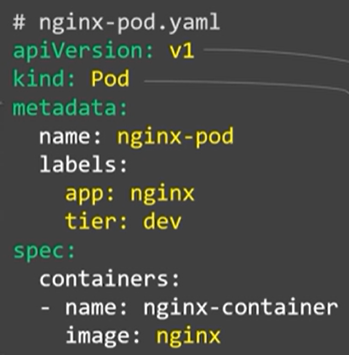 # nginx-pod.yaml
apiVersion: v1
kind: Pod
metadata:
  name: nginx-pod
  labels:
    app: nginx
    tier: dev
spec:
  containers:
  - name: nginx-container
    image: nginx